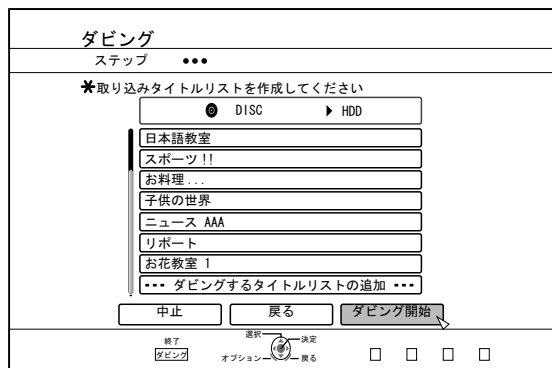 ダビング
ステップ ●●●
✱取り込みタイトルリストを作成してください
DISC ▶ HDD
日本語教室
スポーツ !!
お料理...
子供の世界
ニュース AAA
リポート
お花教室 1
--- ダビングするタイトルリストの追加 ---
中止 戻る ダビング開始
終了 選択 決定
ダビング オプション 戻る